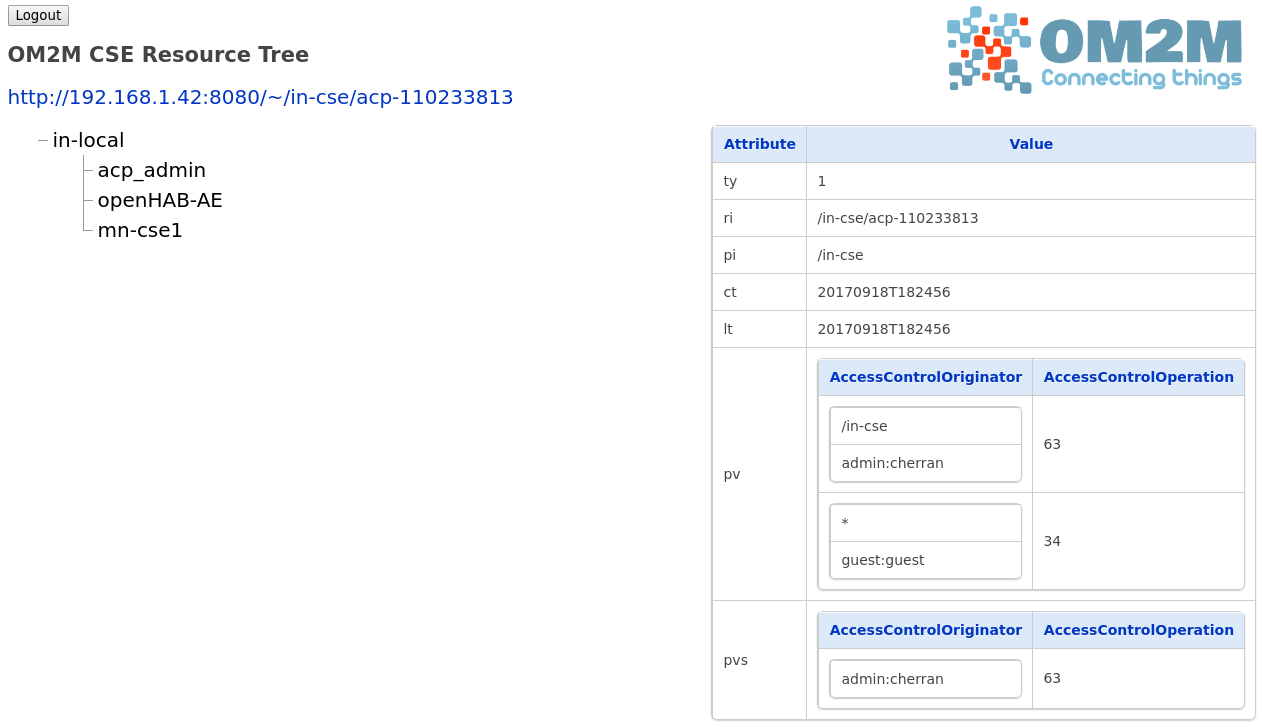 Logout
OM2M CSE Resource Tree
http://192.168.1.42:8080/~/in-cse/acp-110233813
OM2M
Connecting things
in-local
acp_admin
openHAB-AE
mn-cse1
Attribute Value
ty 1
ri /in-cse/acp-110233813
pi /in-cse
ct 20170918T182456
lt 20170918T182456
pv
AccessControlOriginator AccessControlOperation
/in-cse
admin:cherran
63
*
guest:guest
34
pvs
AccessControlOriginator AccessControlOperation
admin:cherran 63